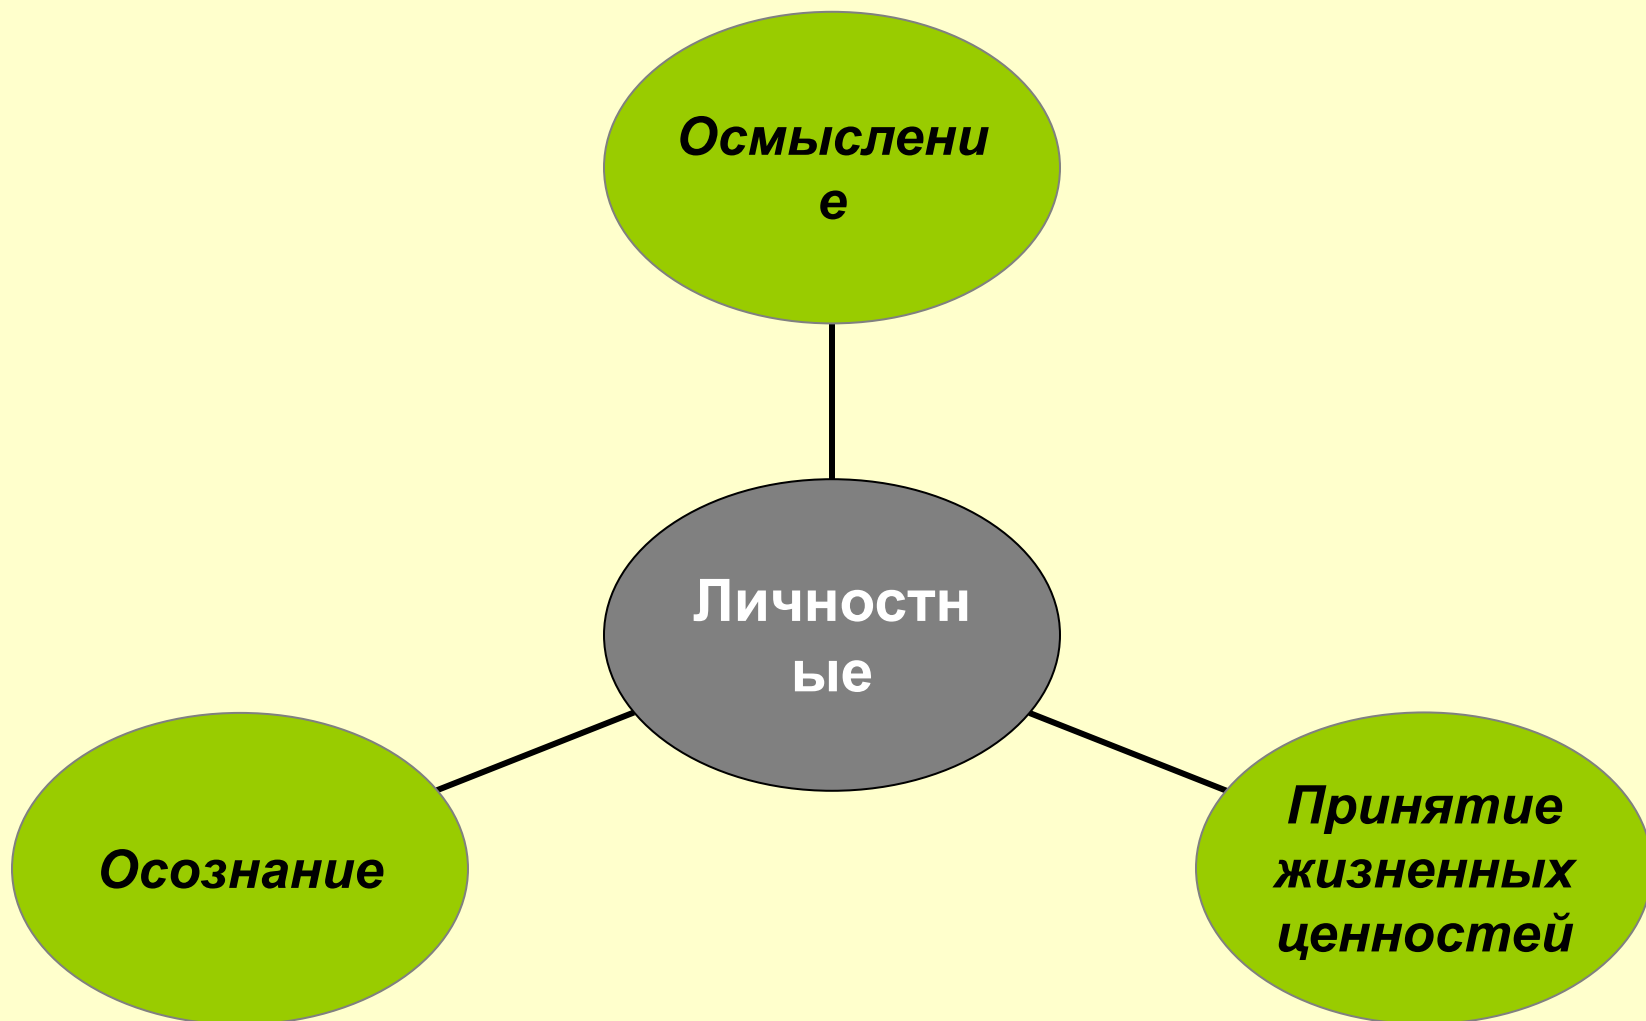 Осмыслени
е
Личностн
ые
Осознание
Принятие
жизненных
ценностей